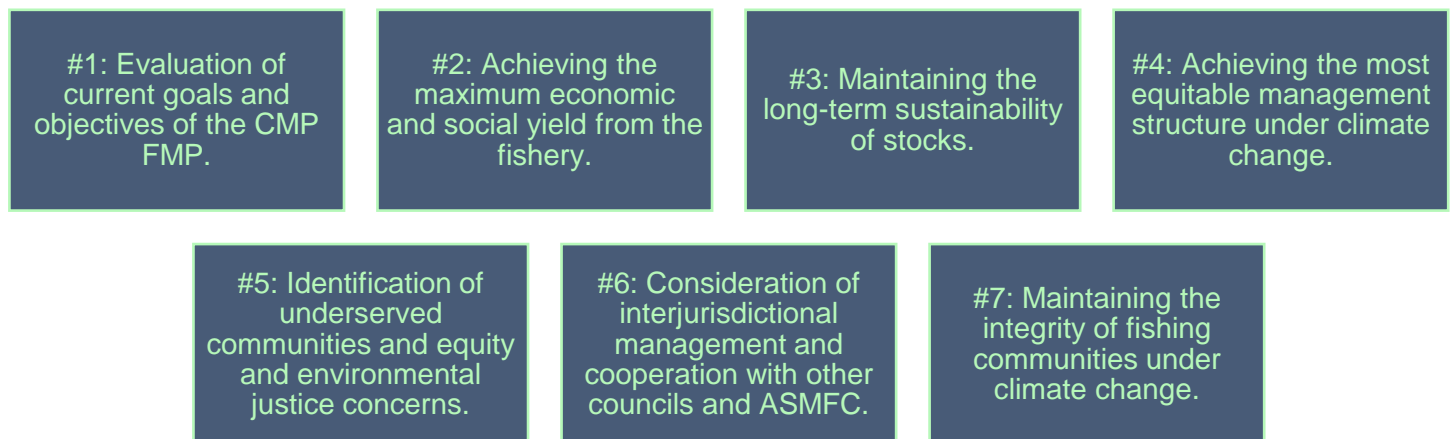 #1: Evaluation of
current goals and
objectives of the CMP
FMP.
#2: Achieving the
maximum economic
and social yield from the
fishery.
#3: Maintaining the
long-term sustainability
of stocks.
#4: Achieving the most
equitable management
structure under climate
change.
#5: Identification of
underserved
communities and equity
and environmental
justice concerns.
#6: Consideration of
interjurisdictional
management and
cooperation with other
councils and ASMFC.
#7: Maintaining the
integrity of fishing
communities under
climate change.